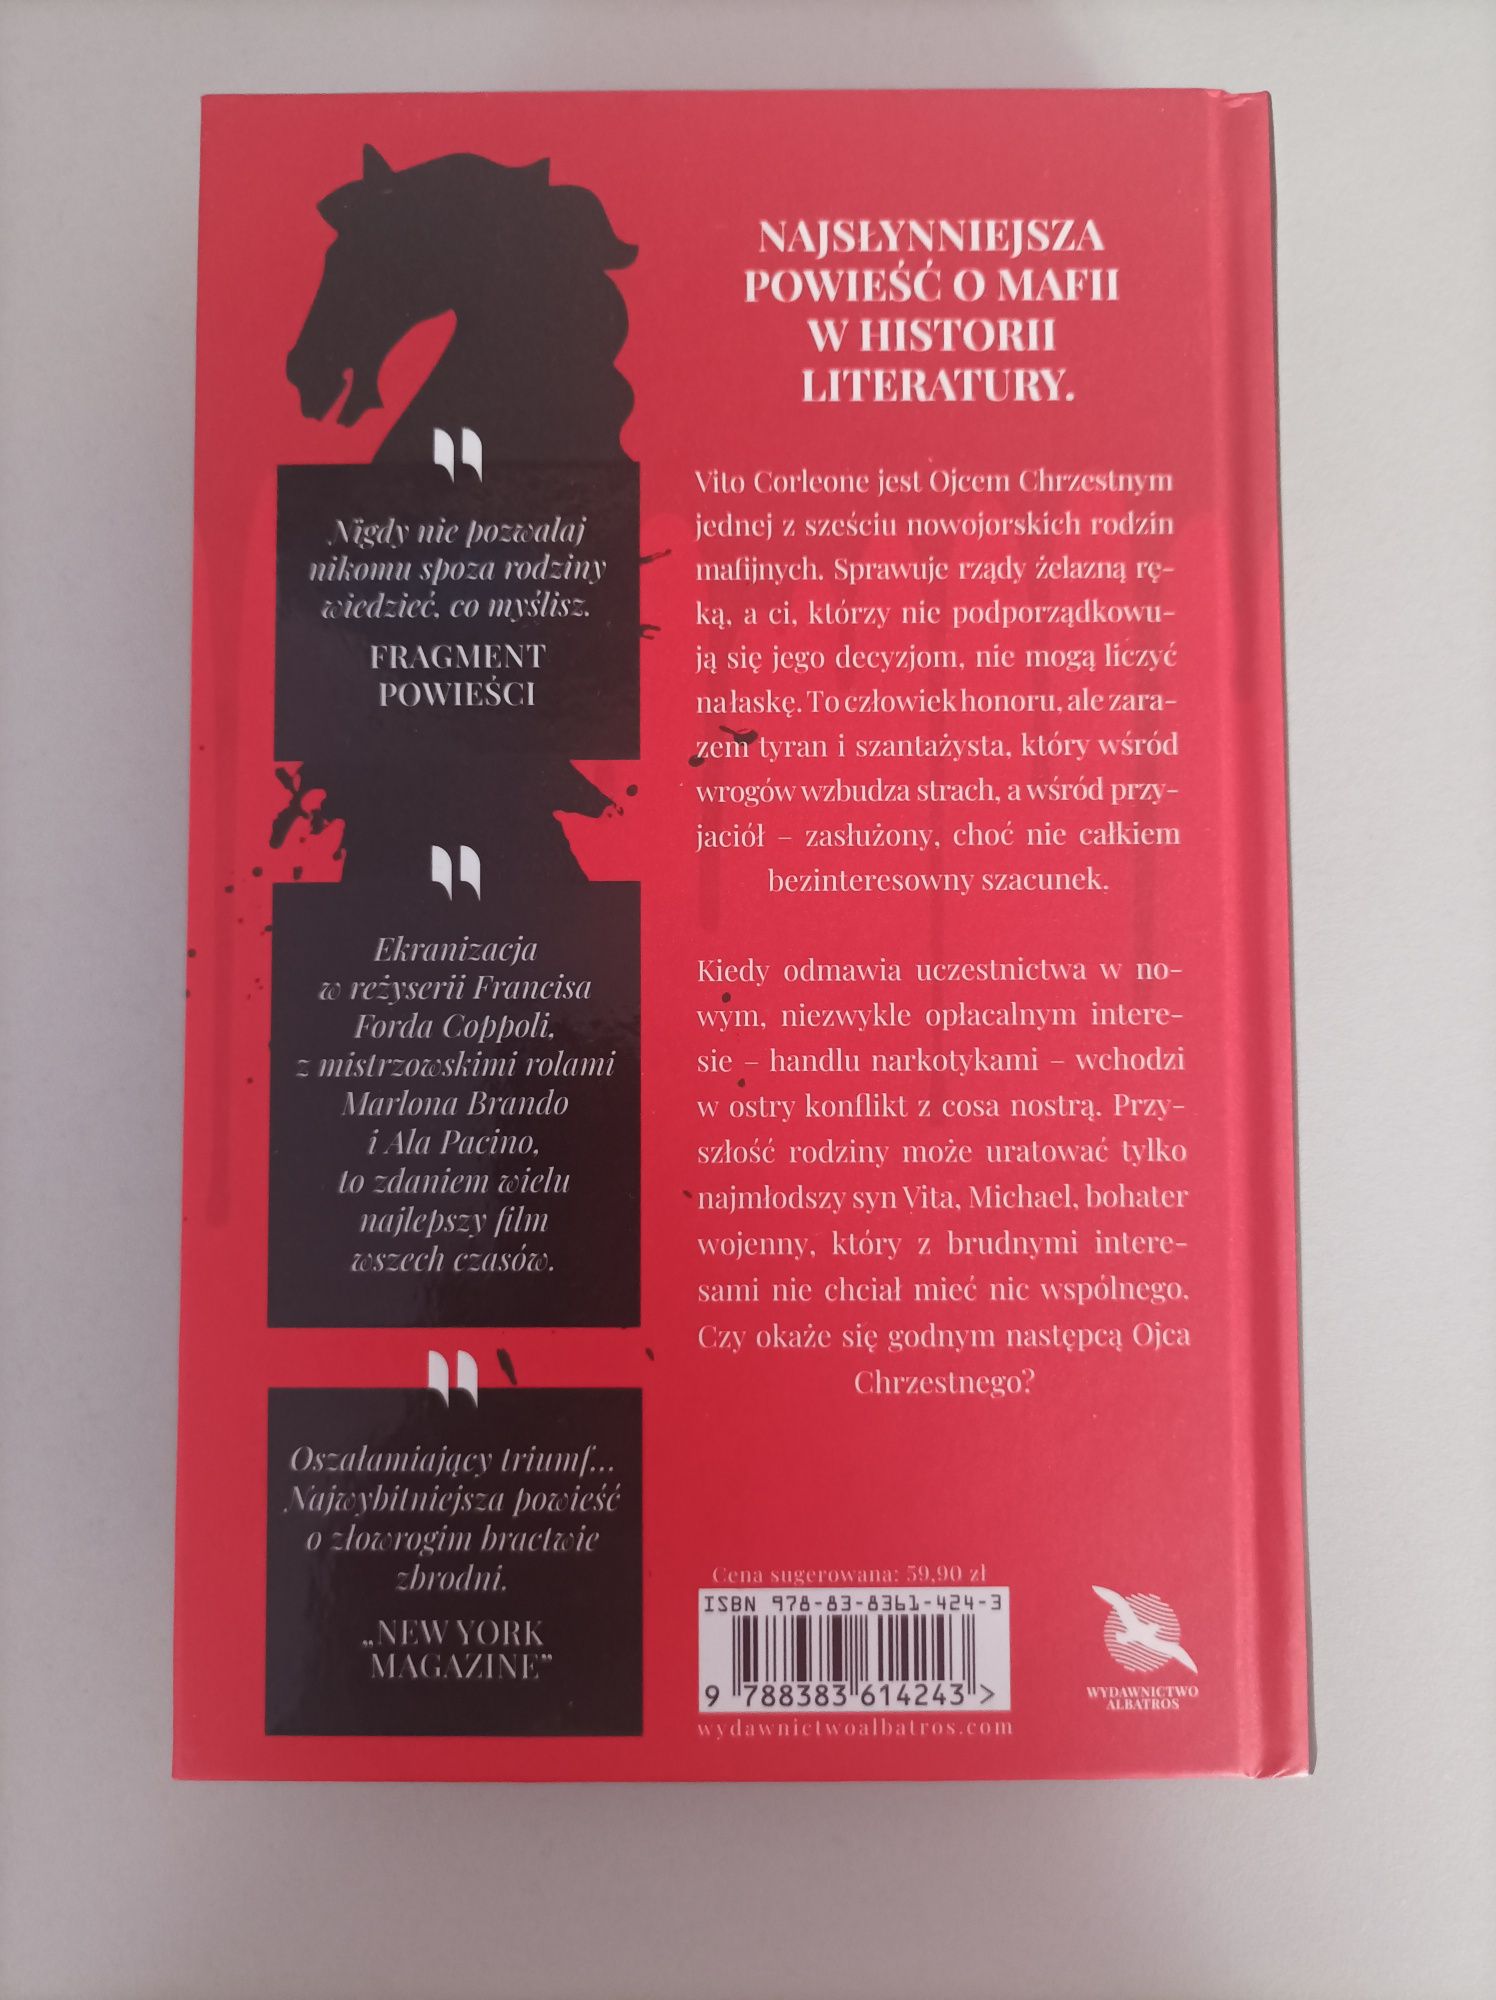 NAJSŁYNNIEJSZA
POWIEŚĆ O MAFII
W HISTORII
LITERATURY.
Nigdy nie pozwalaj
nikomu spoza rodziny
wiedzieć, co myślisz.
FRAGMENT
POWIEŚCI
Ekranizacja
w reżyserii Francisa
Forda Coppoli,
z mistrzowskimi rolami
Marlona Brando
i Ala Pacino,
to zdaniem wielu
najlepszy film
wszech czasów.
Oszałamiający triumf...
Najwybitniejsza powieść
o złowrogim bractwie
zbrodni.
„NEW YORK
MAGAZINE”
Vito Corleone jest Ojcem Chrzestnym
jednej z sześciu nowojorskich rodzin
mafijnych. Sprawuje rządy żelazną rę-
ką, a ci, którzy nie podporządkowu-
ją się jego decyzjom, nie mogą liczyć
na łaskę. To człowiek honoru, ale zara-
zem tyran i szantażysta, który wśród
wrogów wzbudza strach, a wśród przy-
jaciół – zasłużony, choć nie całkiem
bezinteresowny szacunek.
Kiedy odmawia uczestnictwa w no-
wym, niezwykle opłacalnym intere-
sie – handlu narkotykami – wchodzi
w ostry konflikt z cosa nostrą. Przy-
szłość rodziny może uratować tylko
najmłodszy syn Vita, Michael, bohater
wojenny, który z brudnymi intere-
sami nie chciał mieć nic wspólnego.
Czy okaże się godnym następcą Ojca
Chrzestnego?
Cena sugerowana: 59,90 zł
ISBN 978-83-8361-424-3
9 788383 614243 >
wydawnictwoalbatros.com
WYDAWNICTWO
ALBATROS